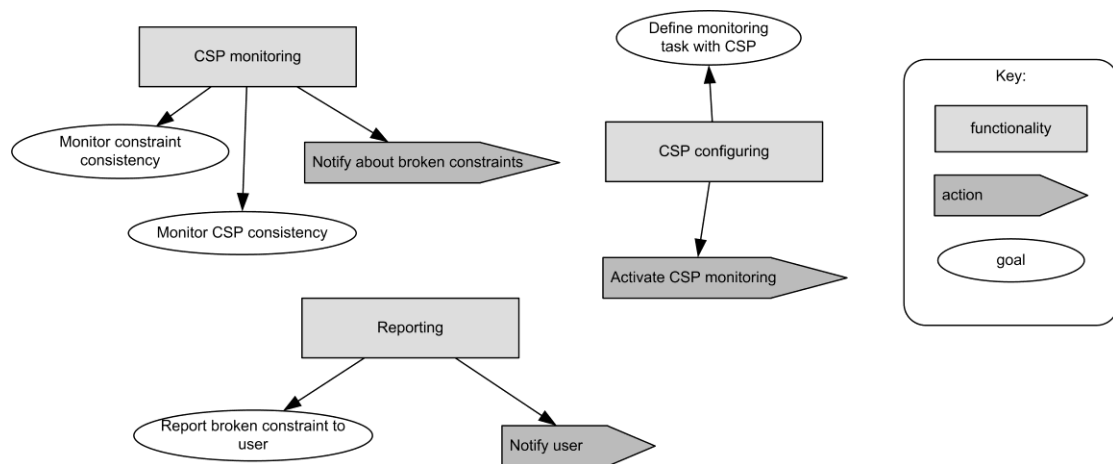 CSP monitoring
Monitor constraint
consistency
Notify about broken constraints
Monitor CSP consistency
Define monitoring
task with CSP
CSP configuring
Activate CSP monitoring
Reporting
Report broken constraint to
user
Notify user
Key:
functionality
action
goal